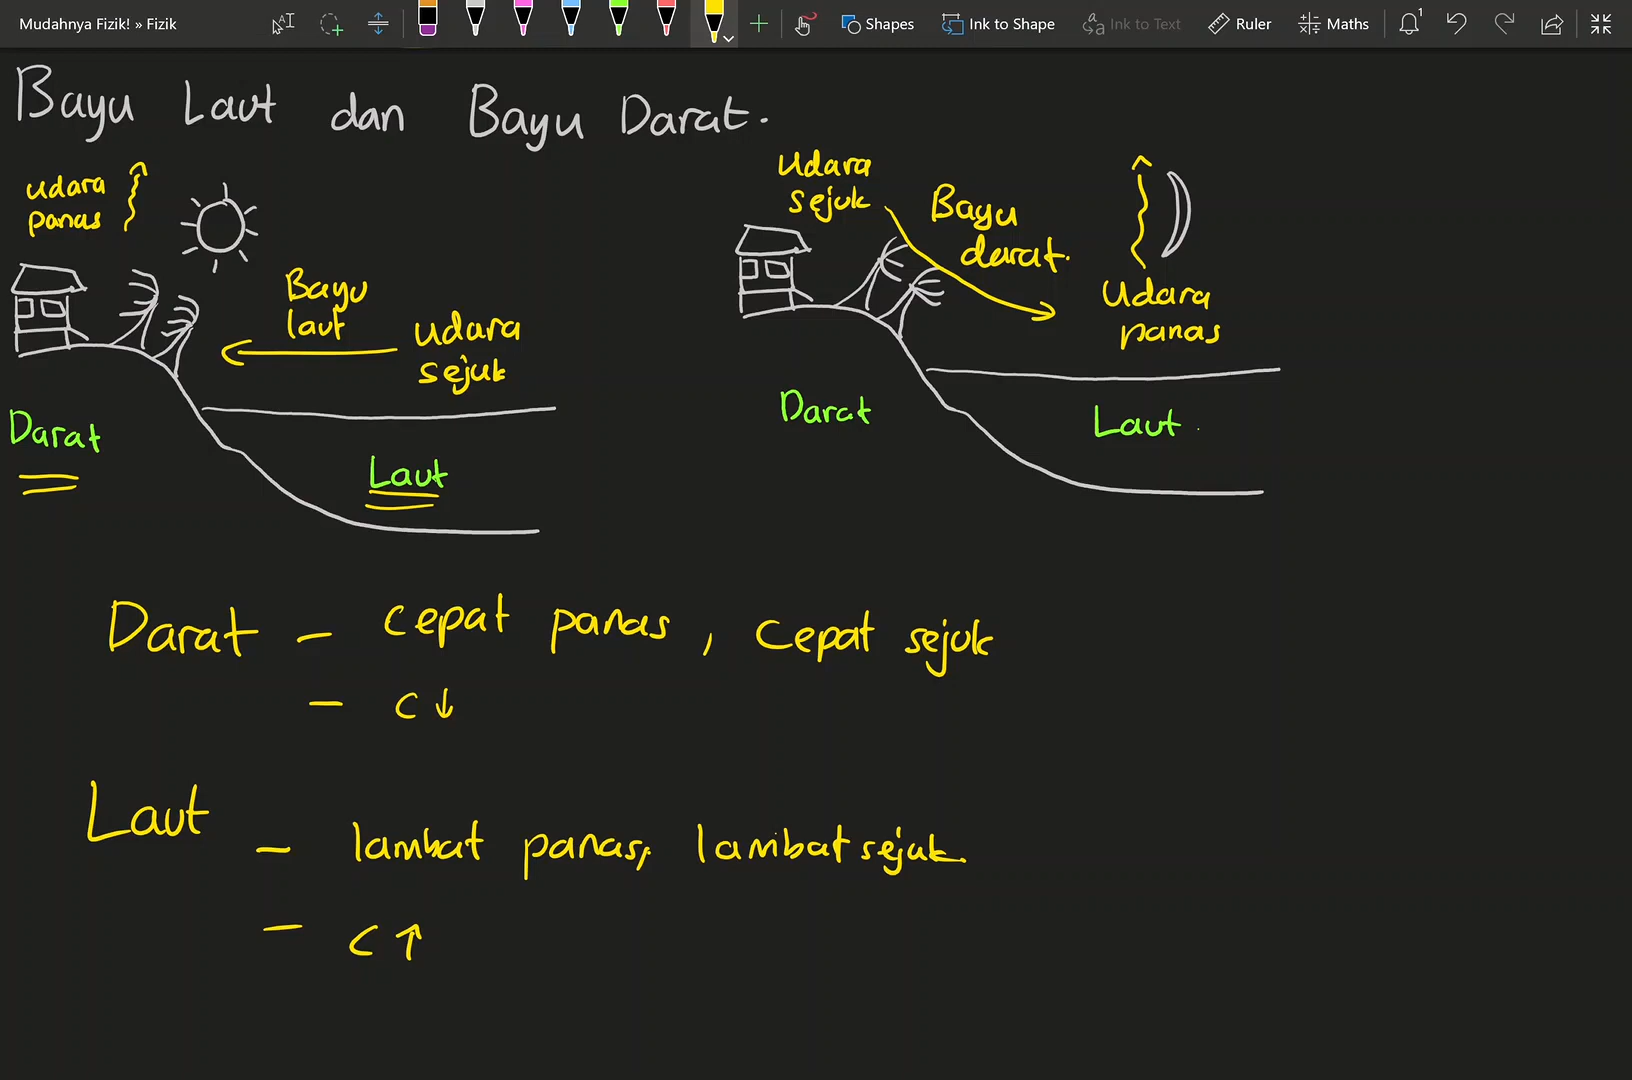 Mudahnya Fizik! » Fizik
Shapes
Ink to Shape
Ink to Text
Ruler
Maths
1
Bayu Laut dan Bayu Darat.
udara
panas
Bayu
laut
udara
sejuk
Darat
Laut
Udara
sejuk
Bayu
darat.
Udara
panas
Darat
Laut
Darat - cepat panas, cepat sejuk
- c ↓
Laut
- lambat panas, lambat sejuk.
- c ↑